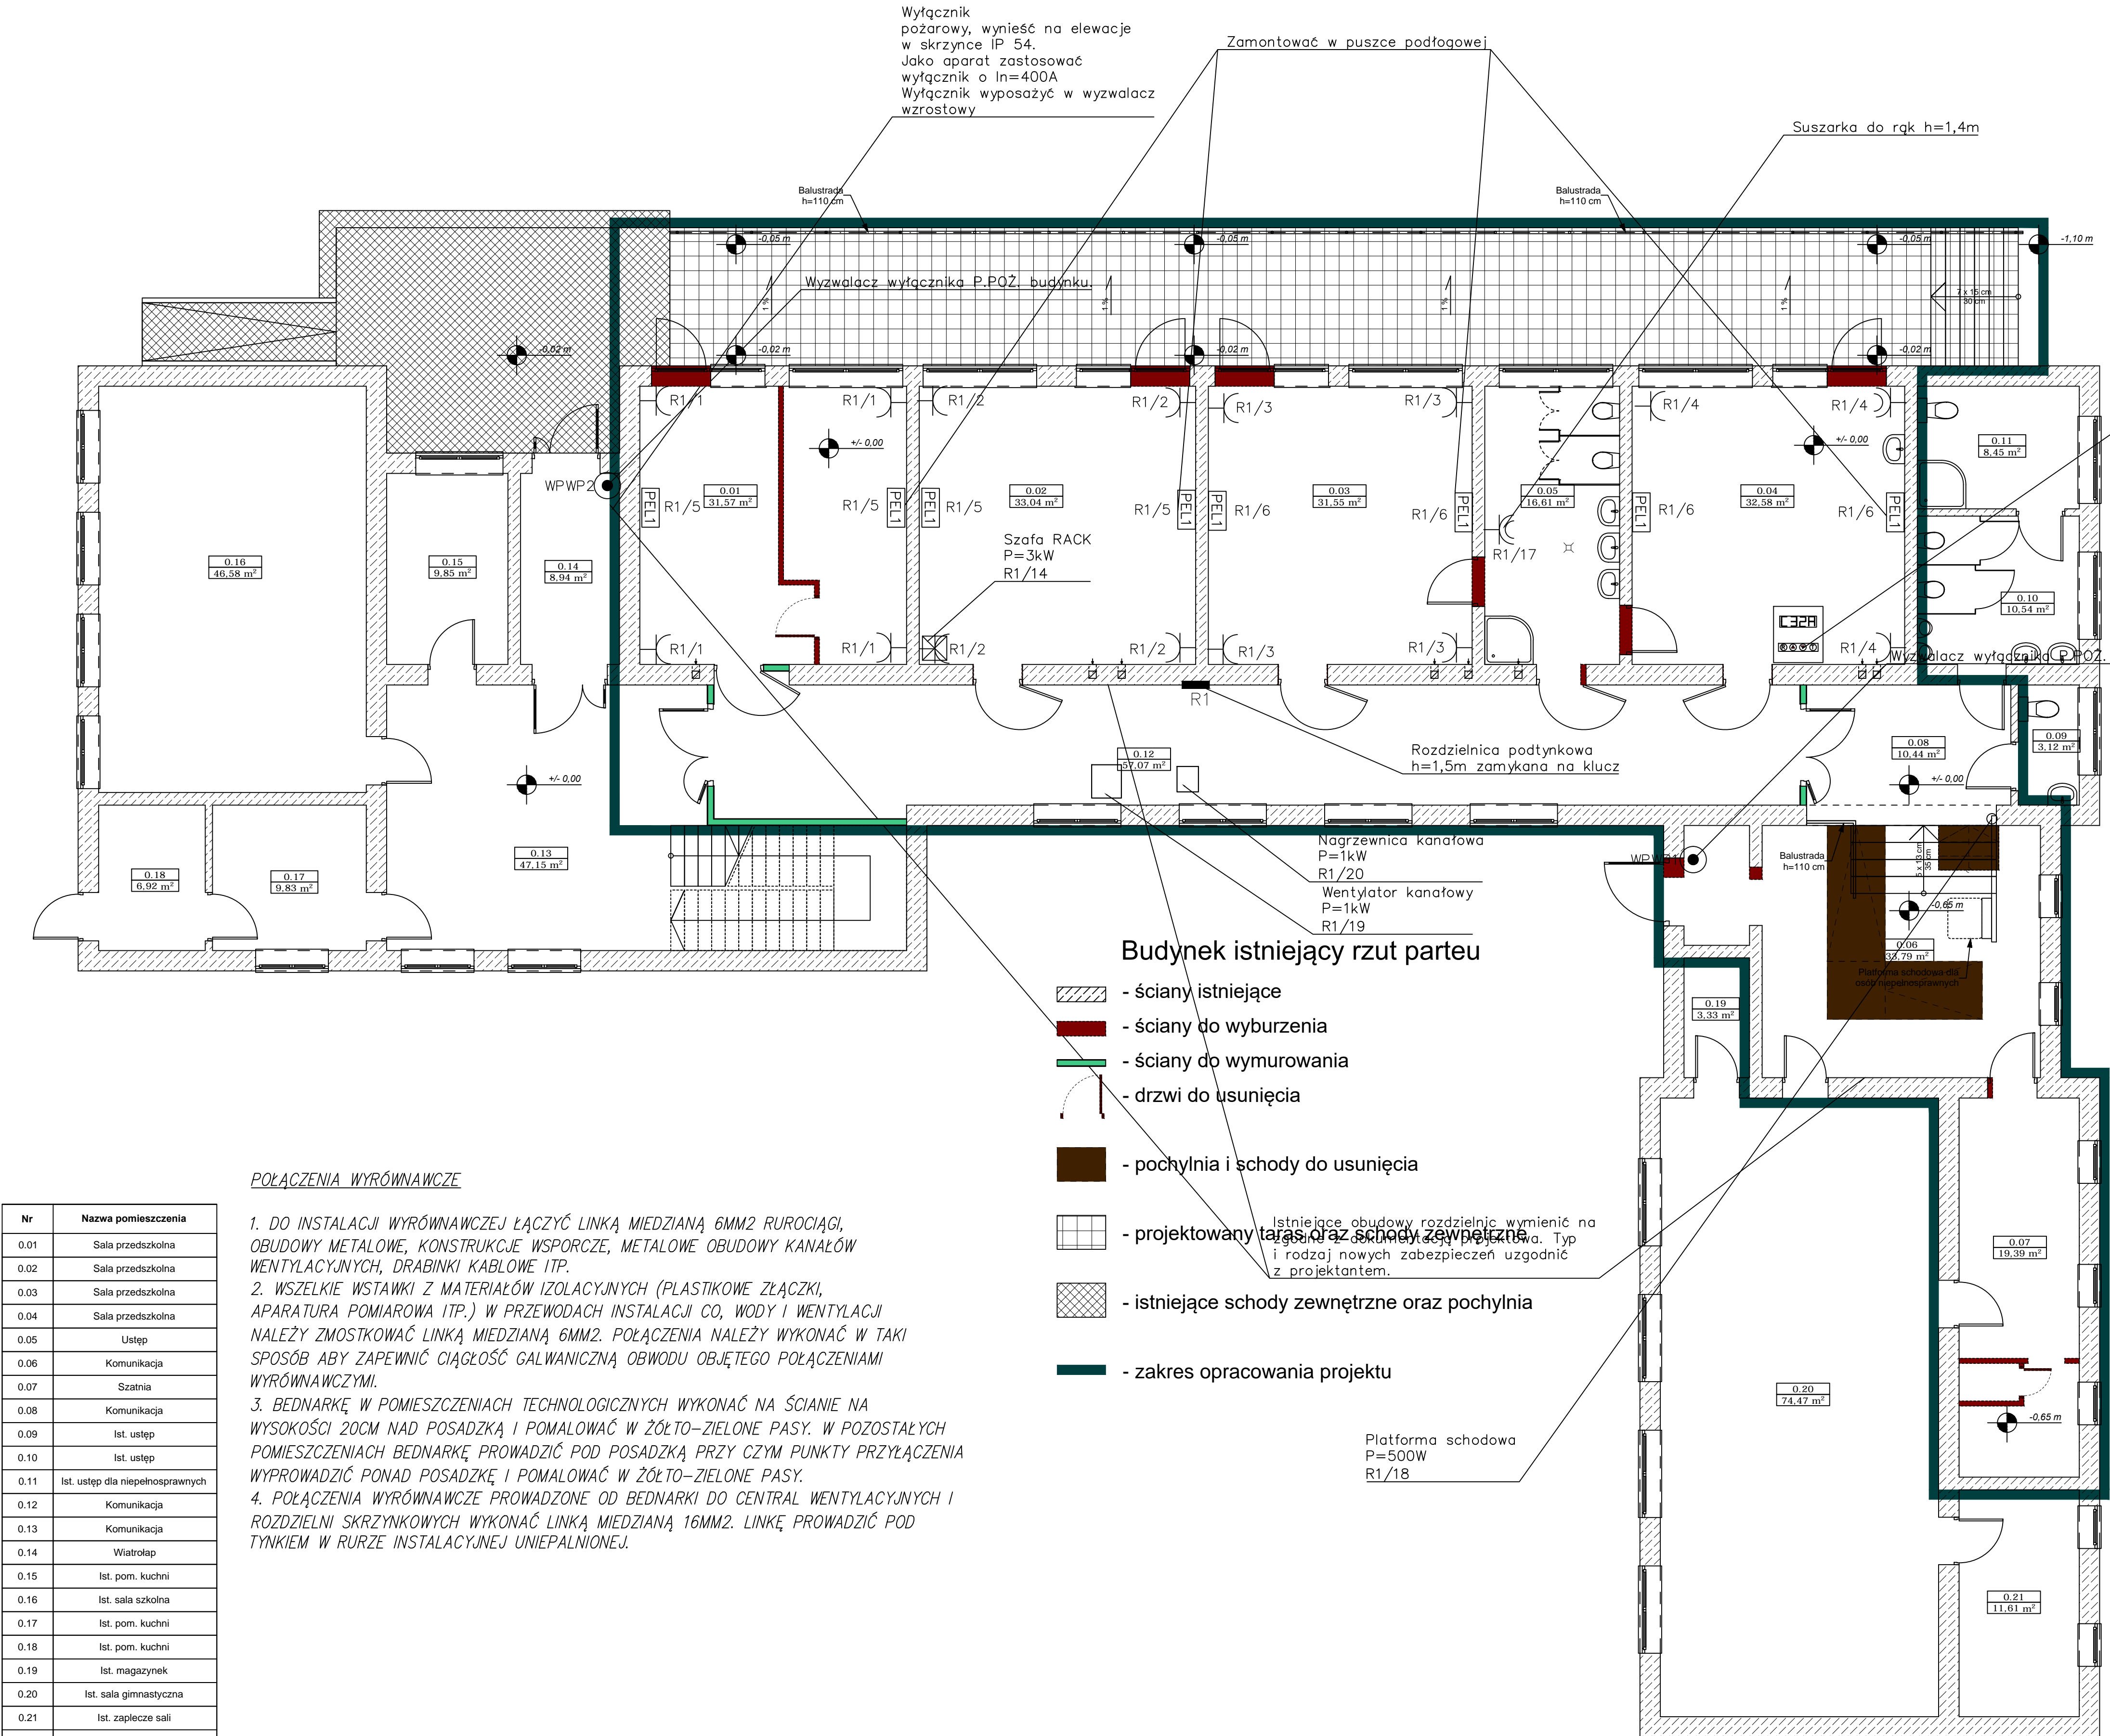 Wyłącznik
pożarowy, wynieść na elewacje
w skrzynce IP 54.
Jako aparat zastosować
wyłącznik o In=400A
Wyłącznik wyposażyć w wyzwalacz
wzrostowy
Zamontować w puszce podłogowej
Suszarka do rąk h=1,4m
Balustrada
h=110 cm
Balustrada
h=110 cm
-0,05 m
-0,05 m
-0,05 m
-1,10 m
Wyzwalacz wyłącznika P.POŻ. budynku.
1 %
1 %
1 %
1 %
7 x 15 cm
30 cm
-0,02 m
-0,02 m
-0,02 m
-0,02 m
R1/1
R1/1
R1/2
R1/2
R1/3
R1/3
R1/4
R1/4
+/- 0,00
+/- 0,00
0.11
8,45 m²
WPWP2
PEL1
R1/5
0.01
31,57 m²
R1/5
PEL1
PEL1
R1/5
0.02
33,04 m²
R1/5
PEL1
PEL1
R1/6
0.03
31,55 m²
R1/6
PEL1
0.05
16,61 m²
PEL1
R1/6
0.04
32,58 m²
R1/6
PEL1
R1/17
Szafa RACK
P=3kW
R1/14
0.16
46,58 m²
0.15
9,85 m²
0.14
8,94 m²
0.10
10,54 m²
R1/1
R1/1
R1/2
R1/2
R1/3
R1/3
R1/4
Wyzwalacz wyłącznika P.POŻ.
R1
Rozdzielnica podtynkowa
h=1,5m zamykana na klucz
0.12
57,07 m²
0.08
10,44 m²
0.09
3,12 m²
+/- 0,00
+/- 0,00
0.13
47,15 m²
0.18
6,92 m²
0.17
9,83 m²
Nagrzewnica kanałowa
P=1kW
R1/20
Wentylator kanałowy
P=1kW
R1/19
Balustrada
h=110 cm
5 x 13 cm
35 cm
-0,65 m
0.06
33,79 m²
Platforma schodowa dla
osób niepełnosprawnych
0.19
3,33 m²
Budynek istniejący rzut parteu
- ściany istniejące
- ściany do wyburzenia
- ściany do wymurowania
- drzwi do usunięcia
- pochylnia i schody do usunięcia
- projektowany taras oraz schody zewnętrzne
- istniejące schody zewnętrzne oraz pochylnia
- zakres opracowania projektu
Istniejące obudowy rozdzielnic wymienić na
zgodne z dokumentacją projektowa. Typ
i rodzaj nowych zabezpieczeń uzgodnić
z projektantem.
0.07
19,39 m²
0.20
74,47 m²
-0,65 m
Platforma schodowa
P=500W
R1/18
0.21
11,61 m²
POŁĄCZENIA WYRÓWNAWCZE
1. DO INSTALACJI WYRÓWNAWCZEJ ŁĄCZYĆ LINKĄ MIEDZIANĄ 6MM2 RUROCIĄGI,
OBUDOWY METALOWE, KONSTRUKCJE WSPORCZE, METALOWE OBUDOWY KANAŁÓW
WENTYLACYJNYCH, DRABINKI KABLOWE ITP.
2. WSZELKIE WSTAWKI Z MATERIAŁÓW IZOLACYJNYCH (PLASTIKOWE ZŁĄCZKI,
APARATURA POMIAROWA ITP.) W PRZEWODACH INSTALACJI CO, WODY I WENTYLACJI
NALEŻY ZMOSTKOWAĆ LINKĄ MIEDZIANĄ 6MM2. POŁĄCZENIA NALEŻY WYKONAĆ W TAKI
SPOSÓB ABY ZAPEWNIĆ CIĄGŁOŚĆ GALWANICZNĄ OBWODU OBJĘTEGO POŁĄCZENIAMI
WYRÓWNAWCZYMI.
3. BEDNARKĘ W POMIESZCZENIACH TECHNOLOGICZNYCH WYKONAĆ NA ŚCIANIE NA
WYSOKOŚCI 20CM NAD POSADZKĄ I POMALOWAĆ W ŻÓŁTO-ZIELONE PASY. W POZOSTAŁYCH
POMIESZCZENIACH BEDNARKĘ PROWADZIĆ POD POSADZKĄ PRZY CZYM PUNKTY PRZYŁĄCZENIA
WYPROWADZIĆ PONAD POSADZKĘ I POMALOWAĆ W ŻÓŁTO-ZIELONE PASY.
4. POŁĄCZENIA WYRÓWNAWCZE PROWADZONE OD BEDNARKI DO CENTRAL WENTYLACYJNYCH I
ROZDZIELNI SKRZYNKOWYCH WYKONAĆ LINKĄ MIEDZIANĄ 16MM2. LINKĘ PROWADZIĆ POD
TYNKIEM W RURZE INSTALACYJNEJ UNIEPALNIONEJ.
Nr Nazwa pomieszczenia
0.01 Sala przedszkolna
0.02 Sala przedszkolna
0.03 Sala przedszkolna
0.04 Sala przedszkolna
0.05 Ustęp
0.06 Komunikacja
0.07 Szatnia
0.08 Komunikacja
0.09 Ist. ustęp
0.10 Ist. ustęp
0.11 Ist. ustęp dla niepełnosprawnych
0.12 Komunikacja
0.13 Komunikacja
0.14 Wiatrołap
0.15 Ist. pom. kuchni
0.16 Ist. sala szkolna
0.17 Ist. pom. kuchni
0.18 Ist. pom. kuchni
0.19 Ist. magazynek
0.20 Ist. sala gimnastyczna
0.21 Ist. zaplecze sali